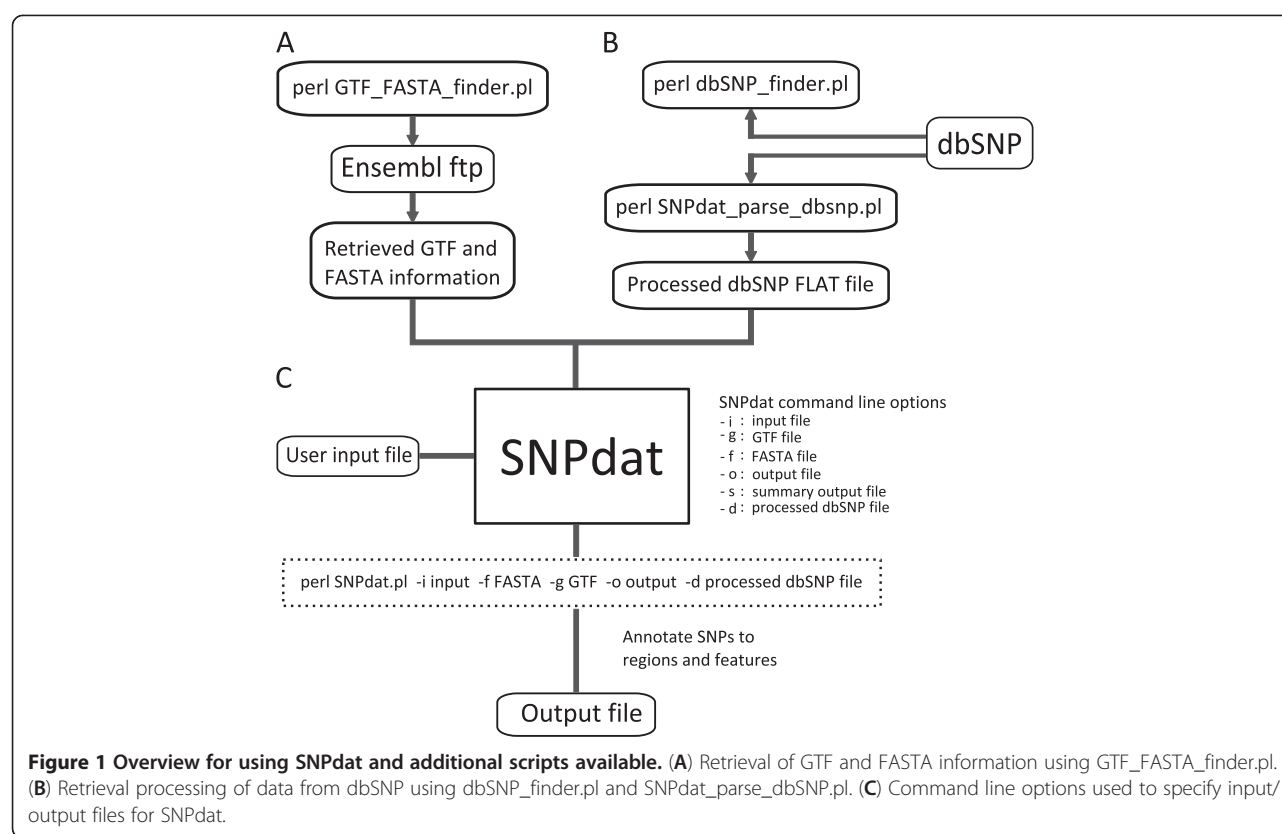 A
B
perl GTF_FASTA_finder.pl
perl dbSNP_finder.pl
dbSNP
Ensembl ftp
perl SNPdat_parse_dbsnp.pl
Retrieved GTF and
FASTA information
Processed dbSNP FLAT file
C
SNPdat
User input file
SNPdat command line options
- i : input file
- g : GTF file
- f : FASTA file
- o : output file
- s : summary output file
- d : processed dbSNP file
perl SNPdat.pl -i input -f FASTA -g GTF -o output -d processed dbSNP file
Annotate SNPs to
regions and features
Output file
Figure 1 Overview for using SNPdat and additional scripts available. (A) Retrieval of GTF and FASTA information using GTF_FASTA_finder.pl.
(B) Retrieval processing of data from dbSNP using dbSNP_finder.pl and SNPdat_parse_dbSNP.pl. (C) Command line options used to specify input/
output files for SNPdat.